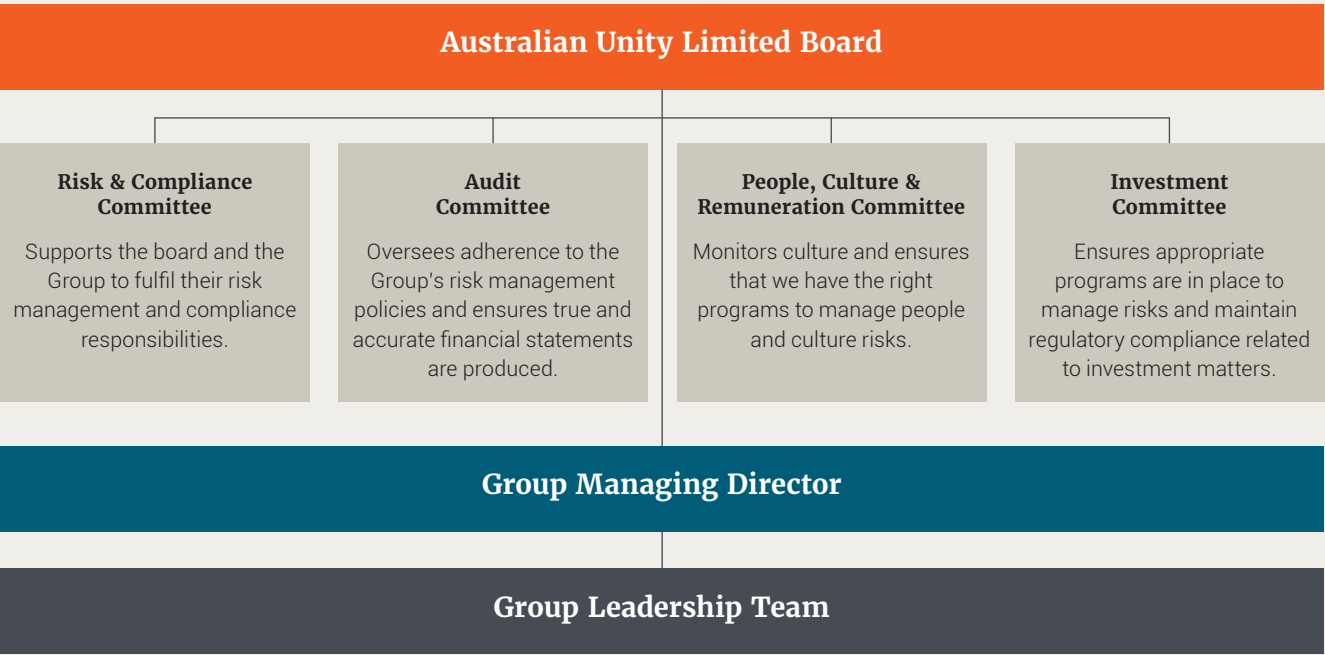 Australian Unity Limited Board
Risk & Compliance
Committee
Supports the board and the
Group to fulfil their risk
management and compliance
responsibilities.
Audit
Committee
Oversees adherence to the
Group's risk management
policies and ensures true and
accurate financial statements
are produced.
People, Culture &
Remuneration Committee
Monitors culture and ensures
that we have the right
programs to manage people
and culture risks.
Investment
Committee
Ensures appropriate
programs are in place to
manage risks and maintain
regulatory compliance related
to investment matters.
Group Managing Director
Group Leadership Team